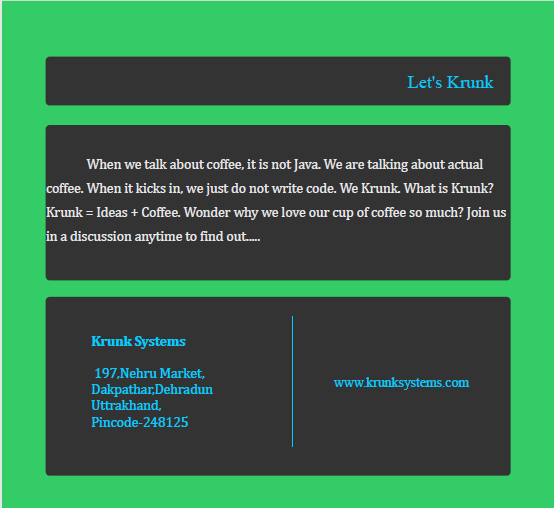 Let's Krunk
When we talk about coffee, it is not Java. We are talking about actual
coffee. When it kicks in, we just do not write code. We Krunk. What is Krunk?
Krunk = Ideas + Coffee. Wonder why we love our cup of coffee so much? Join us
in a discussion anytime to find out.....
Krunk Systems
197,Nehru Market,
Dakpathar,Dehradun
Uttrakhand,
Pincode-248125
www.krunksystems.com